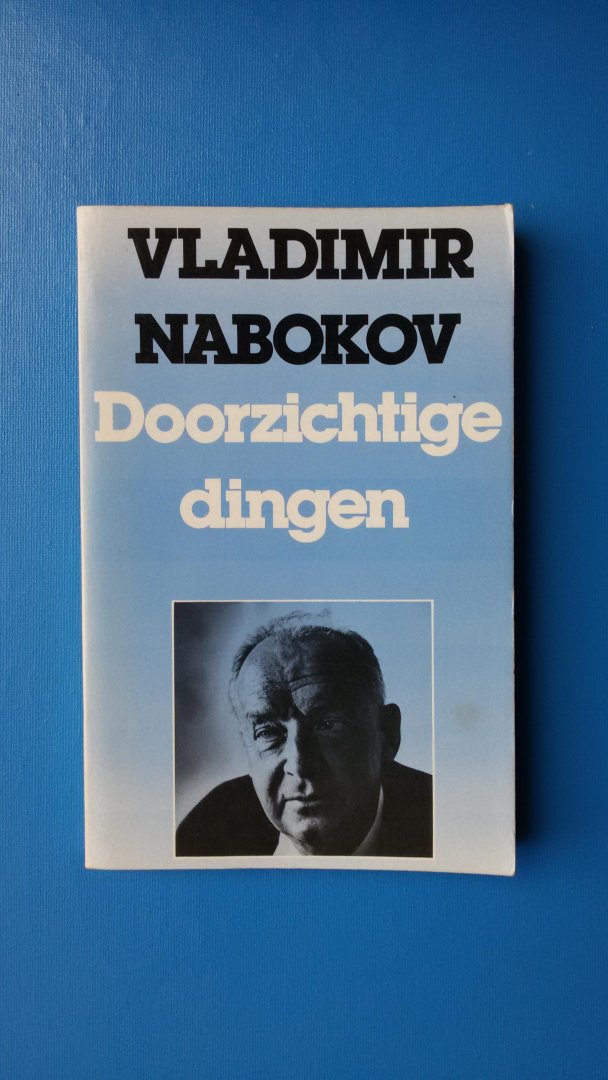 VLADIMIR
NABOKOV
Doorzichtige
dingen